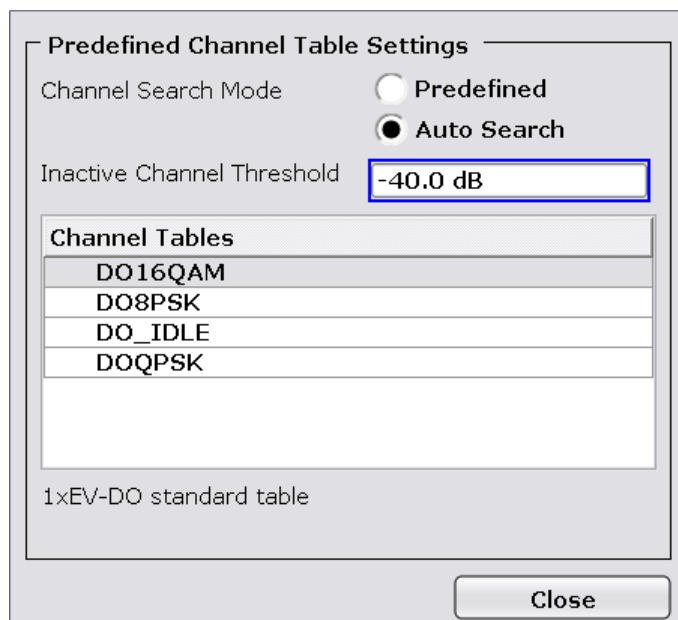 Predefined Channel Table Settings
Channel Search Mode
Predefined
Auto Search
Inactive Channel Threshold
-40.0 dB
Channel Tables
DO16QAM
DO8PSK
DO_IDLE
DOQPSK
1xEV-DO standard table
Close